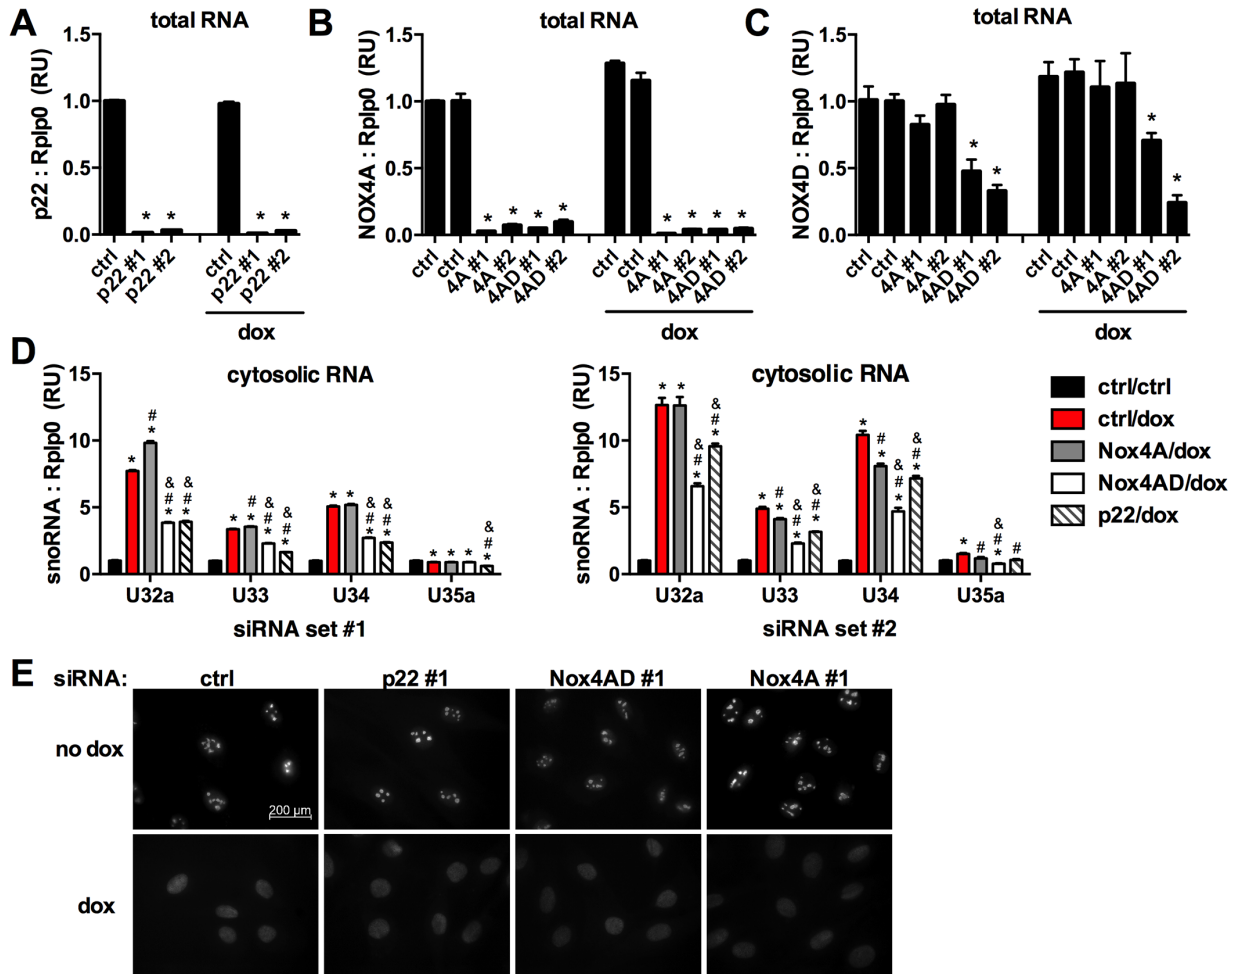 A
total RNA
p22 : Rplp0 (RU)
1.5
1.0
0.5
0.0
* * * *
ctrl
p22 #1
p22 #2
ctrl
p22 #1
p22 #2
dox
B
total RNA
NOX4A : Rplp0 (RU)
1.5
1.0
0.5
0.0
* * * * * * * *
ctrl
ctrl
4A #1
4A #2
4AD #1
4AD #2
ctrl
ctrl
4A #1
4A #2
4AD #1
4AD #2
dox
C
total RNA
NOX4D : Rplp0 (RU)
1.5
1.0
0.5
0.0
* * * *
ctrl
ctrl
4A #1
4A #2
4AD #1
4AD #2
ctrl
ctrl
4A #1
4A #2
4AD #1
4AD #2
dox
D
cytosolic RNA
snoRNA : Rplp0 (RU)
15
10
5
0
*
#
*
&
#
*
&
#
*
*
#
*
&
#
*
&
#
*
*
*
&
#
*
&
#
*
*
*
*
&
#
*
U32a U33 U34 U35a
siRNA set #1
cytosolic RNA
snoRNA : Rplp0 (RU)
15
10
5
0
*
*
&
#
*
&
#
*
*
#
*
&
#
*
&
#
*
*
#
*
&
#
*
&
#
*
*
#
&
#
*
#
U32a U33 U34 U35a
siRNA set #2
ctrl/ctrl
ctrl/dox
Nox4A/dox
Nox4AD/dox
p22/dox
E
siRNA: ctrl p22 #1 Nox4AD #1 Nox4A #1
no dox
200 µm
dox